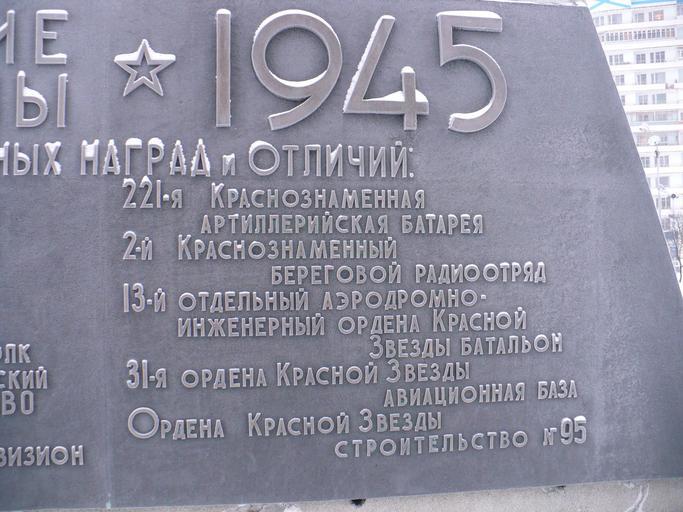 ИЕ
Ы ☆ 1945
НЫХ НАГРАД и ОТЛИЧИЙ:
221-я КРАСНОЗНАМЕННАЯ
АРТИЛЛЕРИЙСКАЯ БАТАРЕЯ
2-й КРАСНОЗНАМЕННЫЙ
БЕРЕГОВОЙ РАДИООТРЯД
13-й ОТДЕЛЬНЫЙ АЭРОДРОМНО-
ИНЖЕНЕРНЫЙ ОРДЕНА КРАСНОЙ
ЗВЕЗДЫ БАТАЛЬОН
31-я ОРДЕНА КРАСНОЙ ЗВЕЗДЫ
АВИАЦИОННАЯ БАЗА
ОРДЕНА КРАСНОЙ ЗВЕЗДЫ
СТРОИТЕЛЬСТВО №95
ОЛК
СКИЙ
ВО
ВИЗИОН